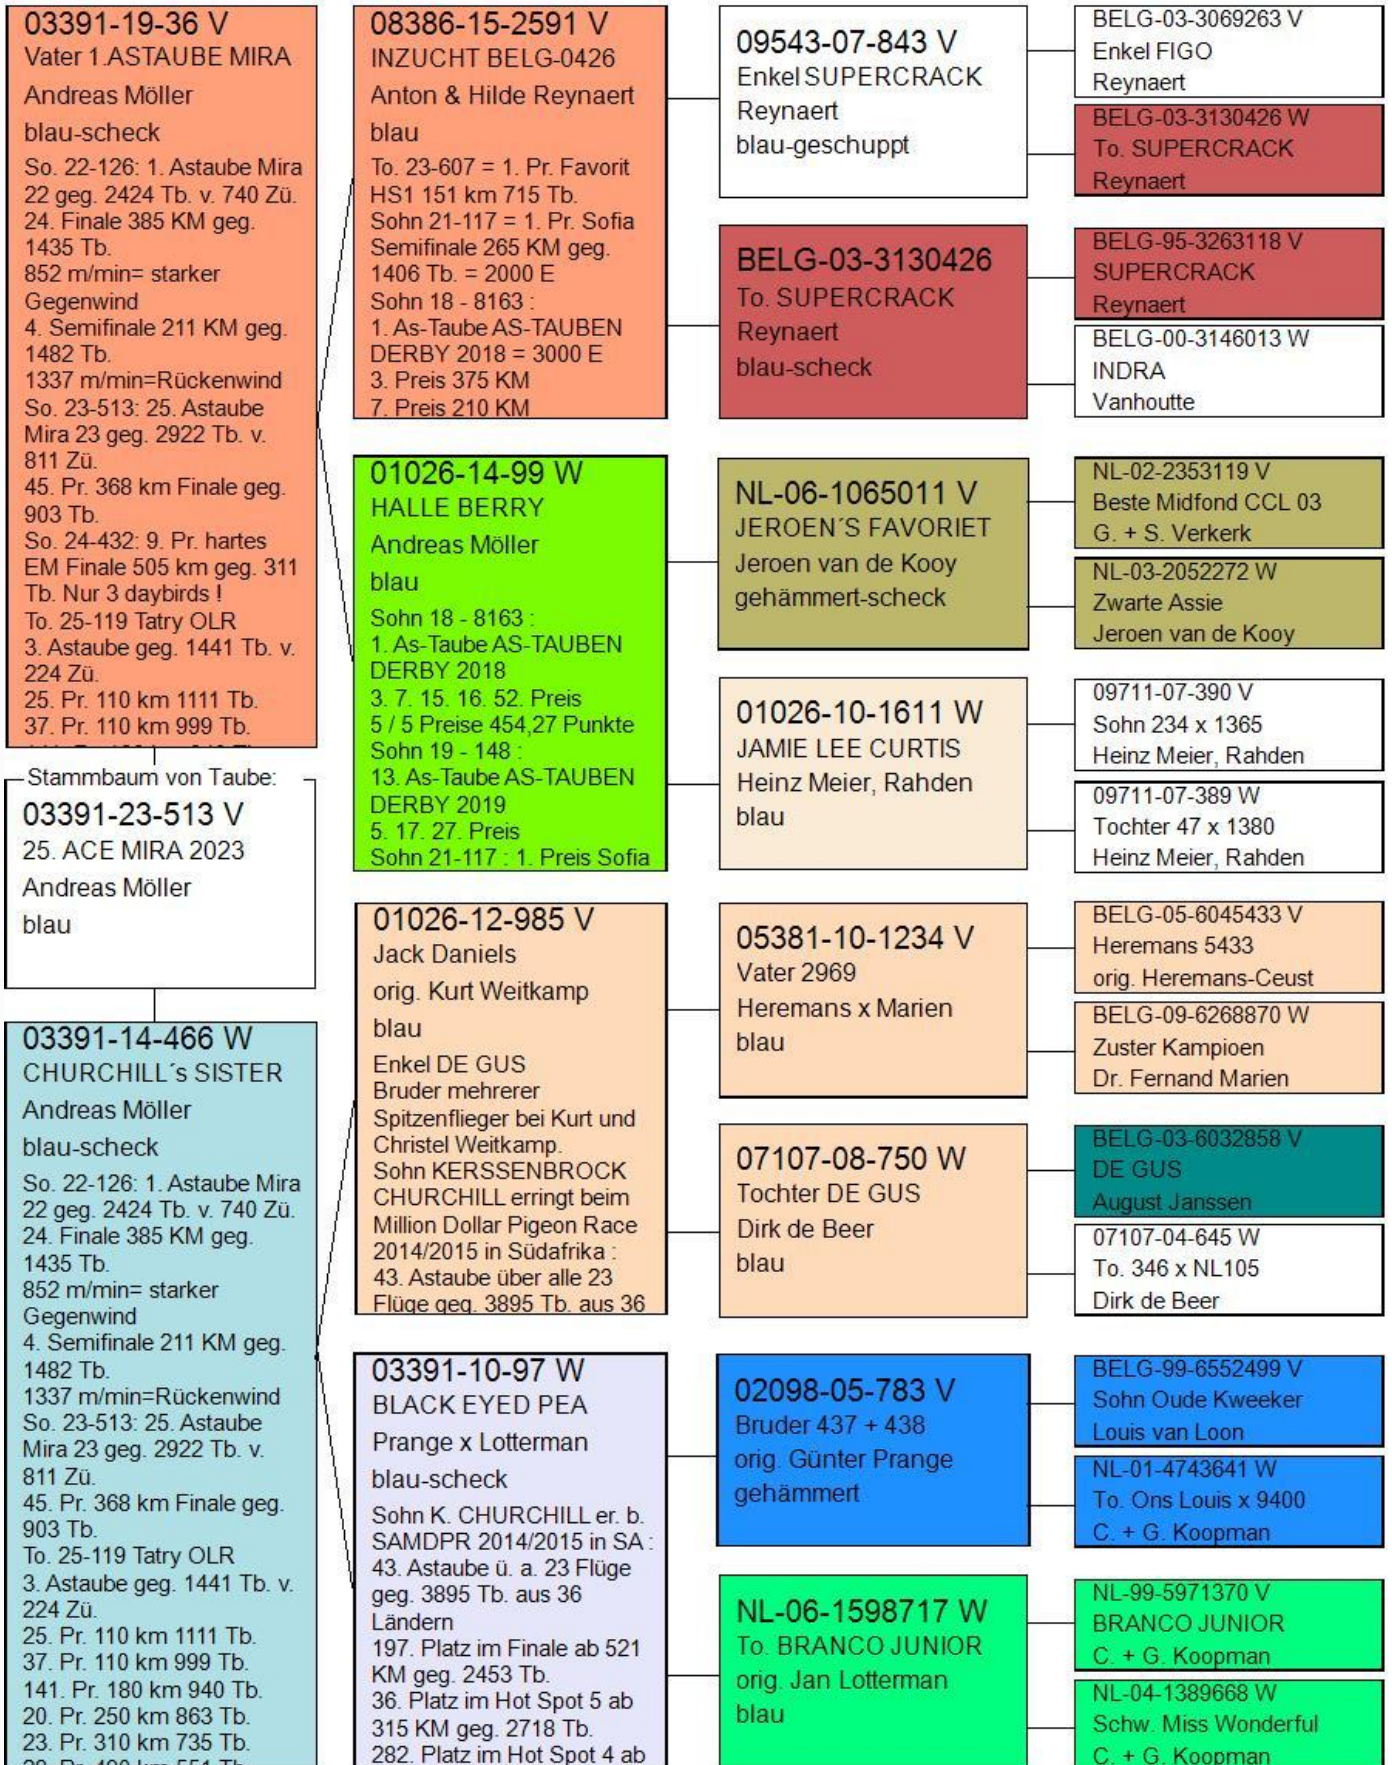 03391-19-36 V
Vater 1.ASTAUBE MIRA
Andreas Möller
blau-scheck
So. 22-126: 1. Astaube Mira
22 geg. 2424 Tb. v. 740 Zü.
24. Finale 385 KM geg.
1435 Tb.
852 m/min= starker
Gegenwind
4. Semifinale 211 KM geg.
1482 Tb.
1337 m/min=Rückenwind
So. 23-513: 25. Astaube
Mira 23 geg. 2922 Tb. v.
811 Zü.
45. Pr. 368 km Finale geg.
903 Tb.
So. 24-432: 9. Pr. hartes
EM Finale 505 km geg. 311
Tb. Nur 3 daybirds !
To. 25-119 Tatry OLR
3. Astaube geg. 1441 Tb. v.
224 Zü.
25. Pr. 110 km 1111 Tb.
37. Pr. 110 km 999 Tb.
Stammbaum von Taube:
03391-23-513 V
25. ACE MIRA 2023
Andreas Möller
blau
03391-14-466 W
CHURCHILL´s SISTER
Andreas Möller
blau-scheck
So. 22-126: 1. Astaube Mira
22 geg. 2424 Tb. v. 740 Zü.
24. Finale 385 KM geg.
1435 Tb.
852 m/min= starker
Gegenwind
4. Semifinale 211 KM geg.
1482 Tb.
1337 m/min=Rückenwind
So. 23-513: 25. Astaube
Mira 23 geg. 2922 Tb. v.
811 Zü.
45. Pr. 368 km Finale geg.
903 Tb.
To. 25-119 Tatry OLR
3. Astaube geg. 1441 Tb. v.
224 Zü.
25. Pr. 110 km 1111 Tb.
37. Pr. 110 km 999 Tb.
141. Pr. 180 km 940 Tb.
20. Pr. 250 km 863 Tb.
23. Pr. 310 km 735 Tb.
08386-15-2591 V
INZUCHT BELG-0426
Anton & Hilde Reynaert
blau
To. 23-607 = 1. Pr. Favorit
HS1 151 km 715 Tb.
Sohn 21-117 = 1. Pr. Sofia
Semifinale 265 KM geg.
1406 Tb. = 2000 E
Sohn 18 - 8163 :
1. As-Taube AS-TAUBEN
DERBY 2018 = 3000 E
3. Preis 375 KM
7. Preis 210 KM
01026-14-99 W
HALLE BERRY
Andreas Möller
blau
Sohn 18 - 8163 :
1. As-Taube AS-TAUBEN
DERBY 2018
3. 7. 15. 16. 52. Preis
5 / 5 Preise 454,27 Punkte
Sohn 19 - 148 :
13. As-Taube AS-TAUBEN
DERBY 2019
5. 17. 27. Preis
Sohn 21-117 : 1. Preis Sofia
01026-12-985 V
Jack Daniels
orig. Kurt Weitkamp
blau
Enkel DE GUS
Bruder mehrerer
Spitzenflieger bei Kurt und
Christel Weitkamp.
Sohn KERSSENBROCK
CHURCHILL erringt beim
Million Dollar Pigeon Race
2014/2015 in Südafrika :
43. Astaube über alle 23
Flüge geg. 3895 Tb. aus 36
03391-10-97 W
BLACK EYED PEA
Prange x Lotterman
blau-scheck
Sohn K. CHURCHILL er. b.
SAMDPR 2014/2015 in SA :
43. Astaube ü. a. 23 Flüge
geg. 3895 Tb. aus 36
Ländern
197. Platz im Finale ab 521
KM geg. 2453 Tb.
36. Platz im Hot Spot 5 ab
315 KM geg. 2718 Tb.
282. Platz im Hot Spot 4 ab
09543-07-843 V
Enkel SUPERCRACK
Reynaert
blau-geschuppt
BELG-03-3130426
To. SUPERCRACK
Reynaert
blau-scheck
NL-06-1065011 V
JEROEN´S FAVORIET
Jeroen van de Kooy
gehämmert-scheck
01026-10-1611 W
JAMIE LEE CURTIS
Heinz Meier, Rahden
blau
05381-10-1234 V
Vater 2969
Heremans x Marien
blau
07107-08-750 W
Tochter DE GUS
Dirk de Beer
blau
02098-05-783 V
Bruder 437 + 438
orig. Günter Prange
gehämmert
NL-06-1598717 W
To. BRANCO JUNIOR
orig. Jan Lotterman
blau
BELG-03-3069263 V
Enkel FIGO
Reynaert
BELG-03-3130426 W
To. SUPERCRACK
Reynaert
BELG-95-3263118 V
SUPERCRACK
Reynaert
BELG-00-3146013 W
INDRA
Vanhoutte
NL-02-2353119 V
Beste Midfond CCL 03
G. + S. Verkerk
NL-03-2052272 W
Zwarte Assie
Jeroen van de Kooy
09711-07-390 V
Sohn 234 x 1365
Heinz Meier, Rahden
09711-07-389 W
Tochter 47 x 1380
Heinz Meier, Rahden
BELG-05-6045433 V
Heremans 5433
orig. Heremans-Ceust
BELG-09-6268870 W
Zuster Kampioen
Dr. Fernand Marien
BELG-03-6032858 V
DE GUS
August Janssen
07107-04-645 W
To. 346 x NL105
Dirk de Beer
BELG-99-6552499 V
Sohn Oude Kweeker
Louis van Loon
NL-01-4743641 W
To. Ons Louis x 9400
C. + G. Koopman
NL-99-5971370 V
BRANCO JUNIOR
C. + G. Koopman
NL-04-1389668 W
Schw. Miss Wonderful
C. + G. Koopman